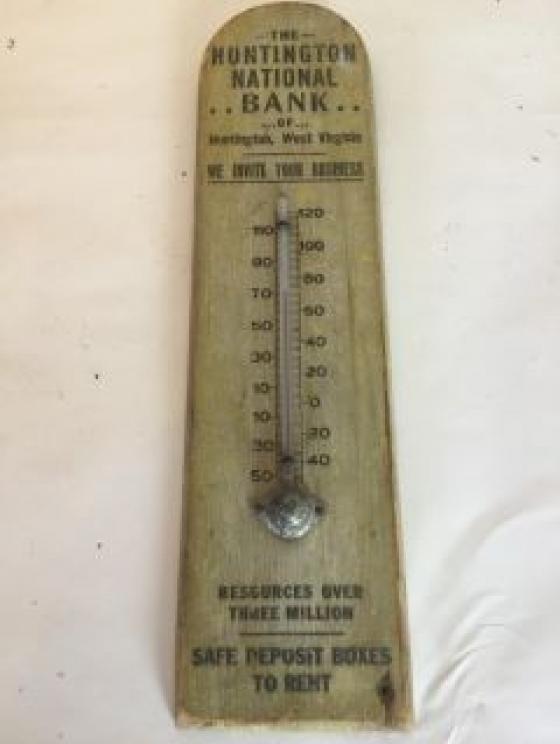 —THE—
HUNTINGTON
NATIONAL
..BANK..
...OF...
Huntington, West Virginia
WE INVITE YOUR BUSINESS
120
110
100
90
80
70
60
50
40
30
20
10
0
10
20
30
40
50
RESOURCES OVER
THREE MILLION
SAFE DEPOSIT BOXES
TO RENT